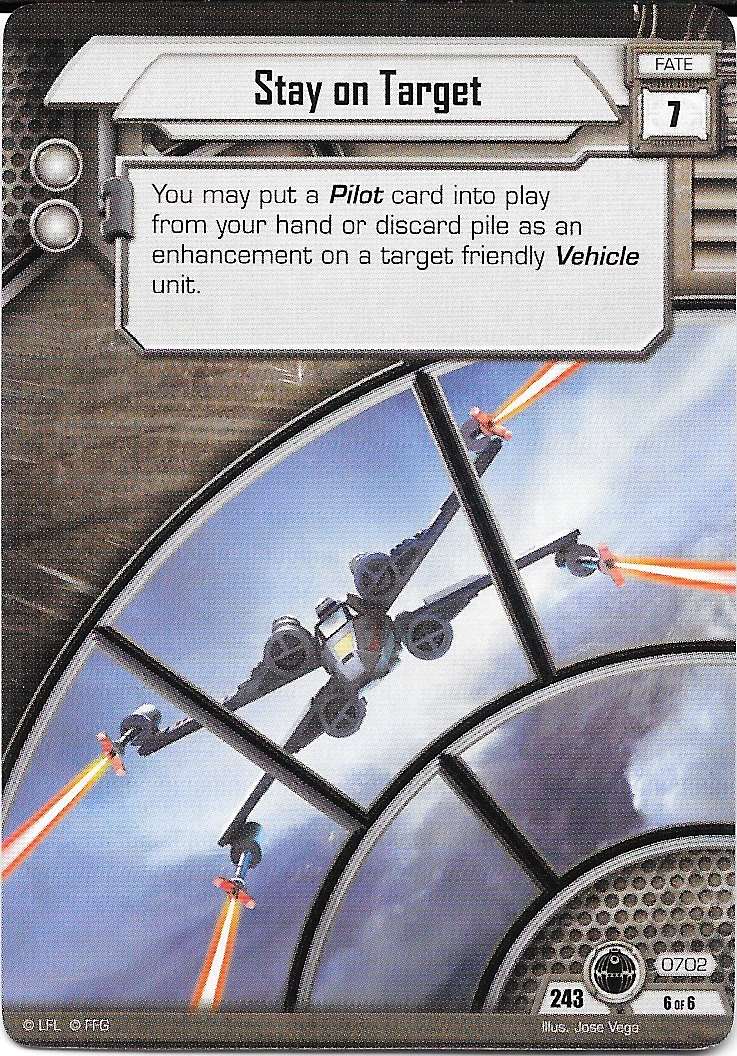 Stay on Target
FATE
7
You may put a Pilot card into play
from your hand or discard pile as an
enhancement on a target friendly Vehicle
unit.
0702
243
6 OF 6
© LFL © FFG
Illus. Jose Vega